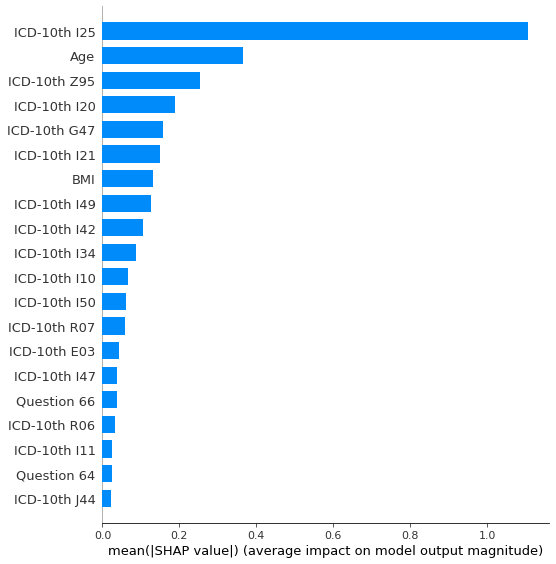 ICD-10th I25
Age
ICD-10th Z95
ICD-10th I20
ICD-10th G47
ICD-10th I21
BMI
ICD-10th I49
ICD-10th I42
ICD-10th I34
ICD-10th I10
ICD-10th I50
ICD-10th R07
ICD-10th E03
ICD-10th I47
Question 66
ICD-10th R06
ICD-10th I11
Question 64
ICD-10th J44
0.0 0.2 0.4 0.6 0.8 1.0
mean(|SHAP value|) (average impact on model output magnitude)